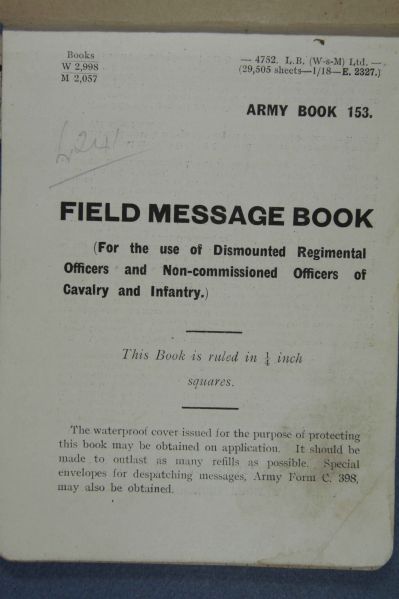 Books
W 2,998
M 2,057
— 4752. L.B. (W-s-M) Ltd. —
(29,505 sheets—1/18—E. 2327.)
ARMY BOOK 153.
FIELD MESSAGE BOOK
(For the use of Dismounted Regimental
Officers and Non-commissioned Officers of
Cavalry and Infantry.)
This Book is ruled in ¼ inch
squares.
The waterproof cover issued for the purpose of protecting
this book may be obtained on application. It should be
made to outlast as many refills as possible. Special
envelopes for despatching messages, Army Form C. 398,
may also be obtained.